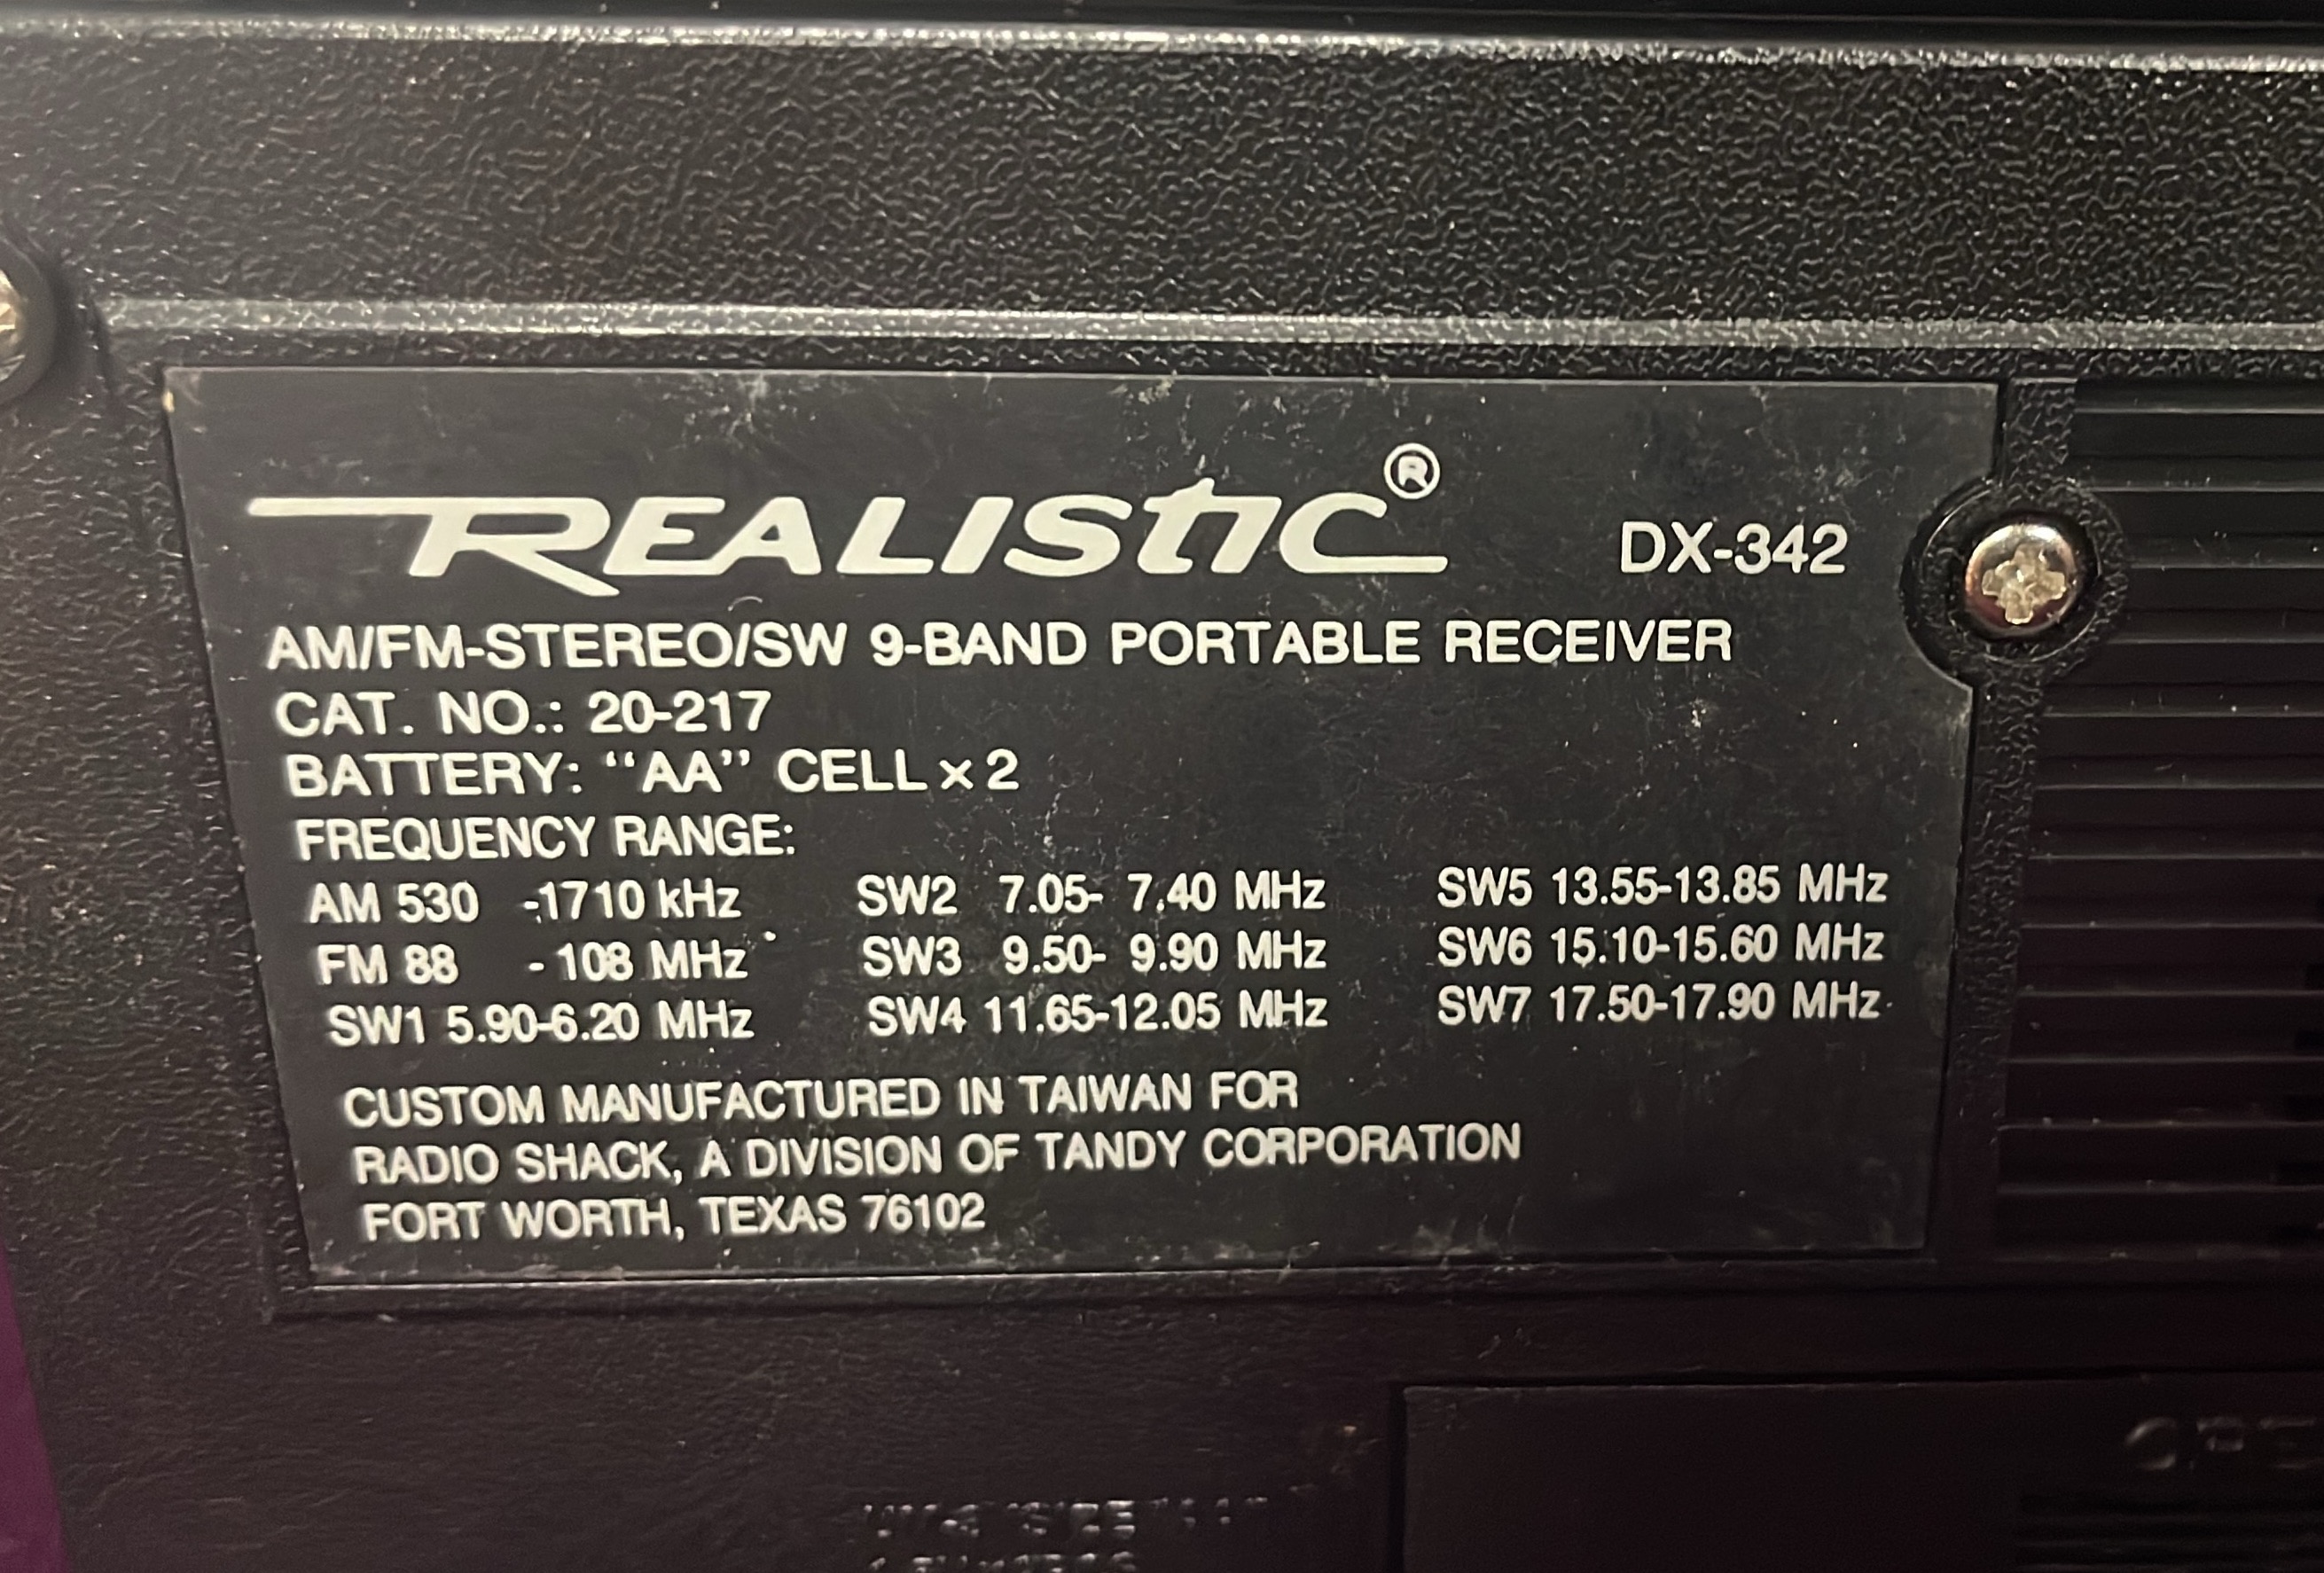 REALISTIC®
DX-342
AM/FM-STEREO/SW 9-BAND PORTABLE RECEIVER
CAT. NO.: 20-217
BATTERY: “AA” CELL x 2
FREQUENCY RANGE:
AM 530 -1710 kHz SW2 7.05- 7.40 MHz SW5 13.55-13.85 MHz
FM 88 - 108 MHz SW3 9.50- 9.90 MHz SW6 15.10-15.60 MHz
SW1 5.90-6.20 MHz SW4 11.65-12.05 MHz SW7 17.50-17.90 MHz
CUSTOM MANUFACTURED IN TAIWAN FOR
RADIO SHACK, A DIVISION OF TANDY CORPORATION
FORT WORTH, TEXAS 76102
SIZE